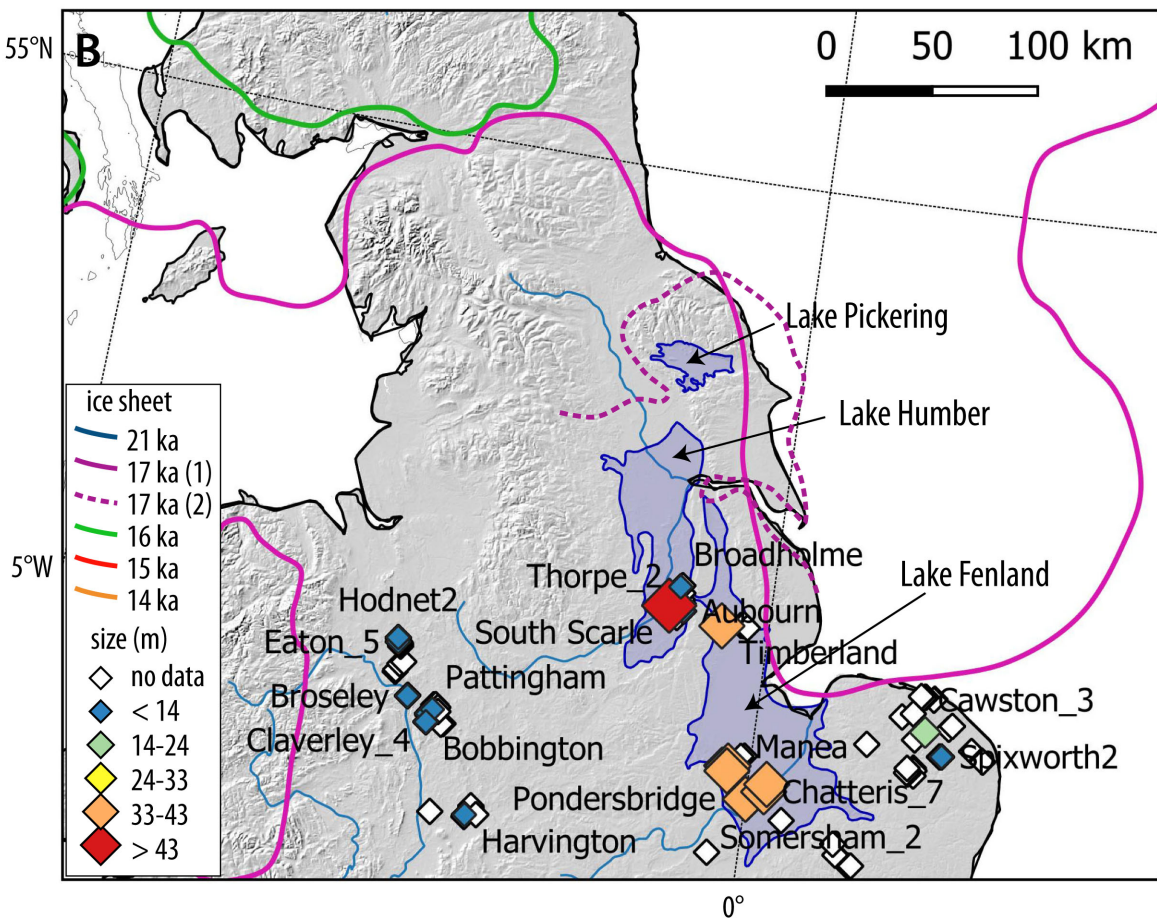 55°N
B
0 50 100 km
Lake Pickering
Lake Humber
ice sheet
21 ka
17 ka (1)
17 ka (2)
16 ka
15 ka
14 ka
size (m)
no data
< 14
14-24
24-33
33-43
> 43
5°W
Broadholme
Thorpe_2
Lake Fenland
Hodnet2
Aubourn
South Scarle
Eaton_5
Timberland
Pattingham
Broseley
Cawston_3
Claverley_4
Bobbington
Manea
Spixworth2
Pondersbridge
Chatteris_7
Harvington
Somersham_2
0°